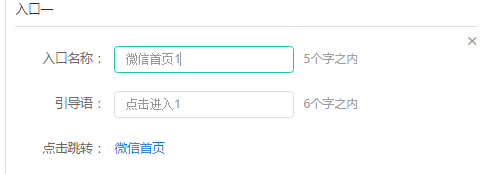 入口一
入口名称： 微信首页1 5个字之内
引导语： 点击进入1 6个字之内
点击跳转： 微信首页